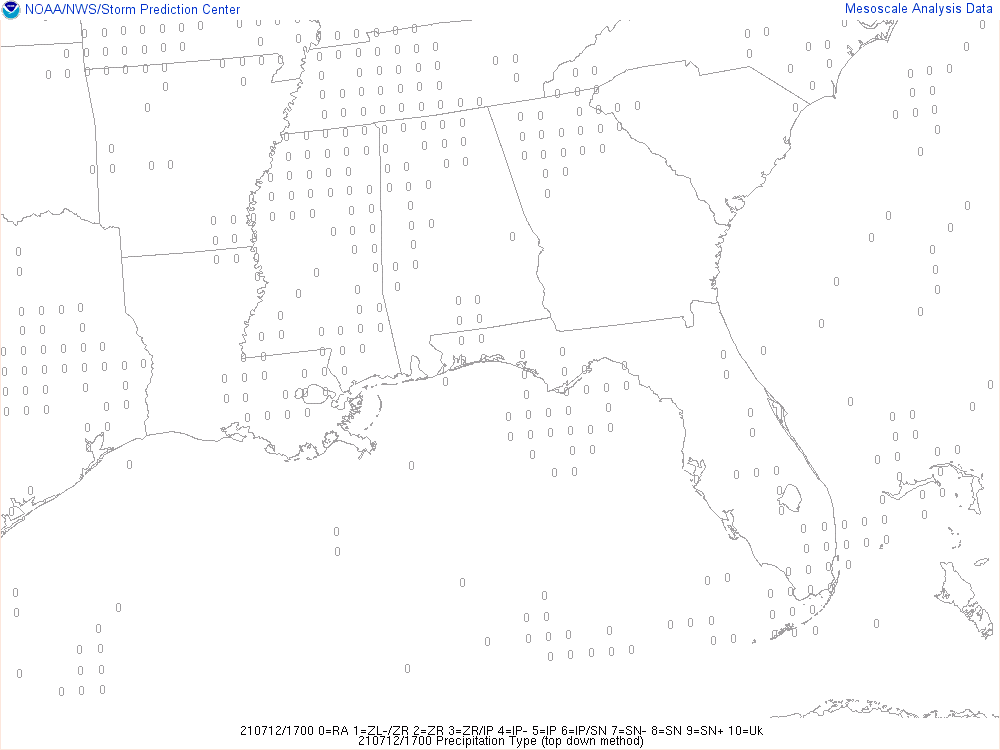 NOAA/NWS/Storm Prediction Center
Mesoscale Analysis Data
210712/1700 0=RA 1=ZL-/ZR 2=ZR 3=ZR/IP 4=IP- 5=IP 6=IP/SN 7=SN- 8=SN 9=SN+ 10=Uk
210712/1700 Precipitation Type (top down method)